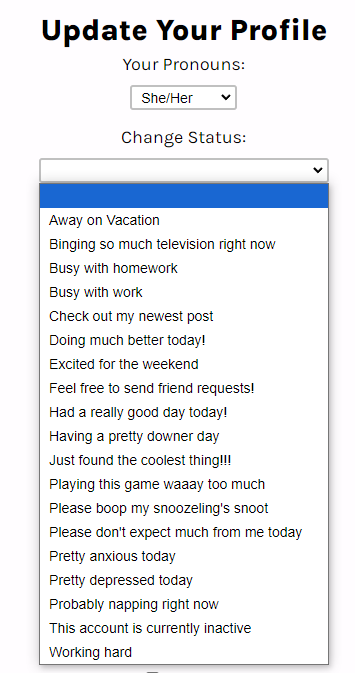 Update Your Profile
Your Pronouns:
She/Her
Change Status:
Away on Vacation
Binging so much television right now
Busy with homework
Busy with work
Check out my newest post
Doing much better today!
Excited for the weekend
Feel free to send friend requests!
Had a really good day today!
Having a pretty downer day
Just found the coolest thing!!!
Playing this game waaay too much
Please boop my snoozeling's snoot
Please don't expect much from me today
Pretty anxious today
Pretty depressed today
Probably napping right now
This account is currently inactive
Working hard